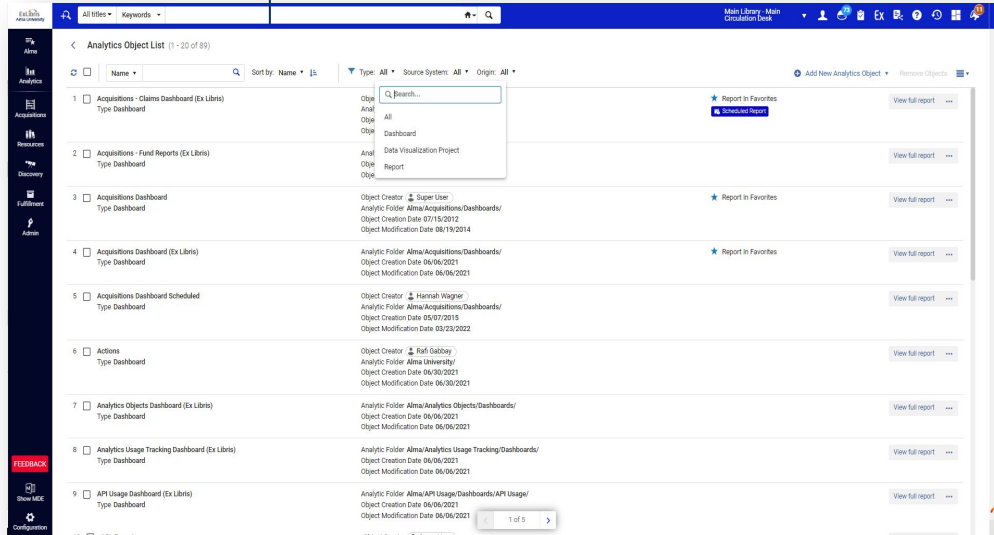 ExLibris
Alma University
All titles
Keywords
Main Library - Main
Circulation Desk
73
Ex
11
Alma
Analytics
Acquisitions
Resources
Discovery
Fulfillment
Admin
FEEDBACK
Show MDE
Configuration
Analytics Object List (1 - 20 of 89)
Name
Sort by: Name
Type: All Source System: All Origin: All
Add New Analytics Object
Remove Objects
Search...
All
Dashboard
Data Visualization Project
Report
1 Acquisitions - Claims Dashboard (Ex Libris)
Type Dashboard
Obje
Anal
Obje
Obje
Report In Favorites
Scheduled Report
View full report
2 Acquisitions - Fund Reports (Ex Libris)
Type Dashboard
Anal
Obje
Obje
View full report
3 Acquisitions Dashboard
Type Dashboard
Object Creator Super User
Analytic Folder Alma/Acquisitions/Dashboards/
Object Creation Date 07/15/2012
Object Modification Date 08/19/2014
Report In Favorites
View full report
4 Acquisitions Dashboard (Ex Libris)
Type Dashboard
Analytic Folder Alma/Acquisitions/Dashboards/
Object Creation Date 06/06/2021
Object Modification Date 06/06/2021
Report In Favorites
View full report
5 Acquisitions Dashboard Scheduled
Type Dashboard
Object Creator Hannah Wagner
Analytic Folder Alma/Acquisitions/Dashboards/
Object Creation Date 05/07/2015
Object Modification Date 03/23/2022
View full report
6 Actions
Type Dashboard
Object Creator Rafi Gabbay
Analytic Folder Alma University/
Object Creation Date 06/30/2021
Object Modification Date 06/30/2021
View full report
7 Analytics Objects Dashboard (Ex Libris)
Type Dashboard
Analytic Folder Alma/Analytics Objects/Dashboards/
Object Creation Date 06/06/2021
Object Modification Date 06/06/2021
View full report
8 Analytics Usage Tracking Dashboard (Ex Libris)
Type Dashboard
Analytic Folder Alma/Analytics Usage Tracking/Dashboards/
Object Creation Date 06/06/2021
Object Modification Date 06/06/2021
View full report
9 API Usage Dashboard (Ex Libris)
Type Dashboard
Analytic Folder Alma/API Usage/Dashboards/API Usage/
Object Creation Date 06/06/2021
Object Modification Date 06/06/2021
View full report
1 of 5